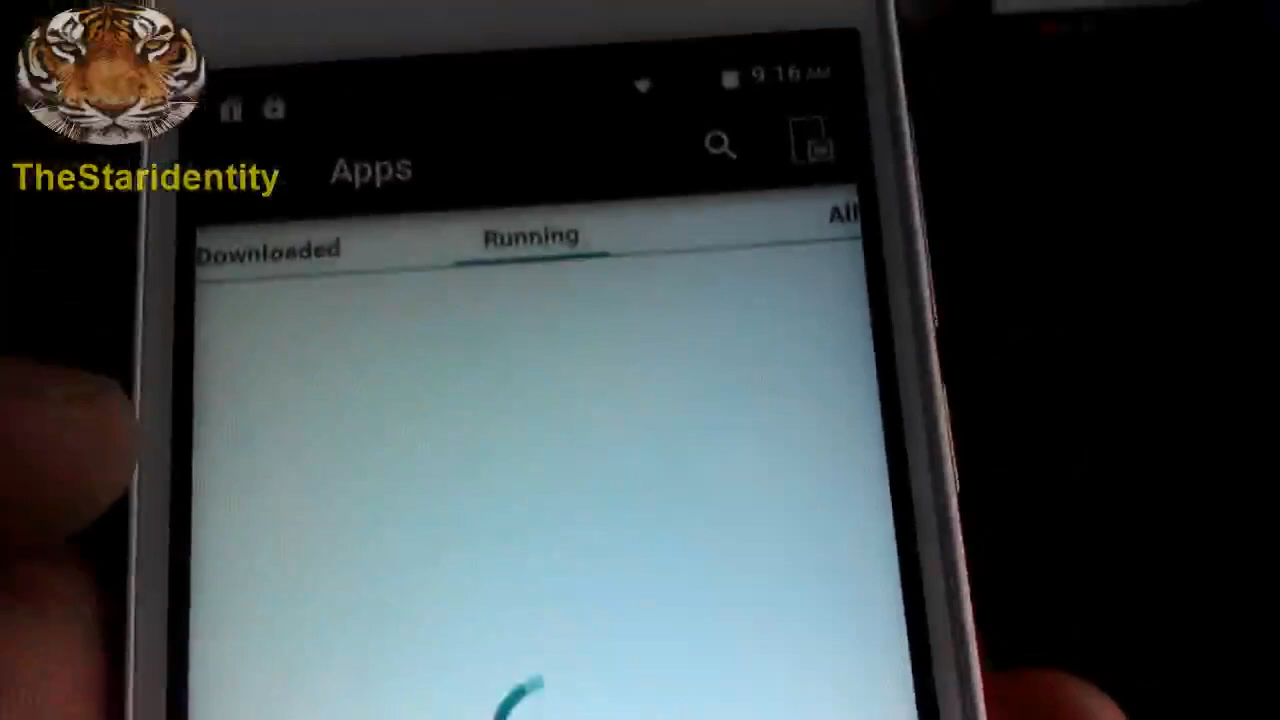 9:16 AM
Apps
TheStaridentity
Downloaded
Running
All